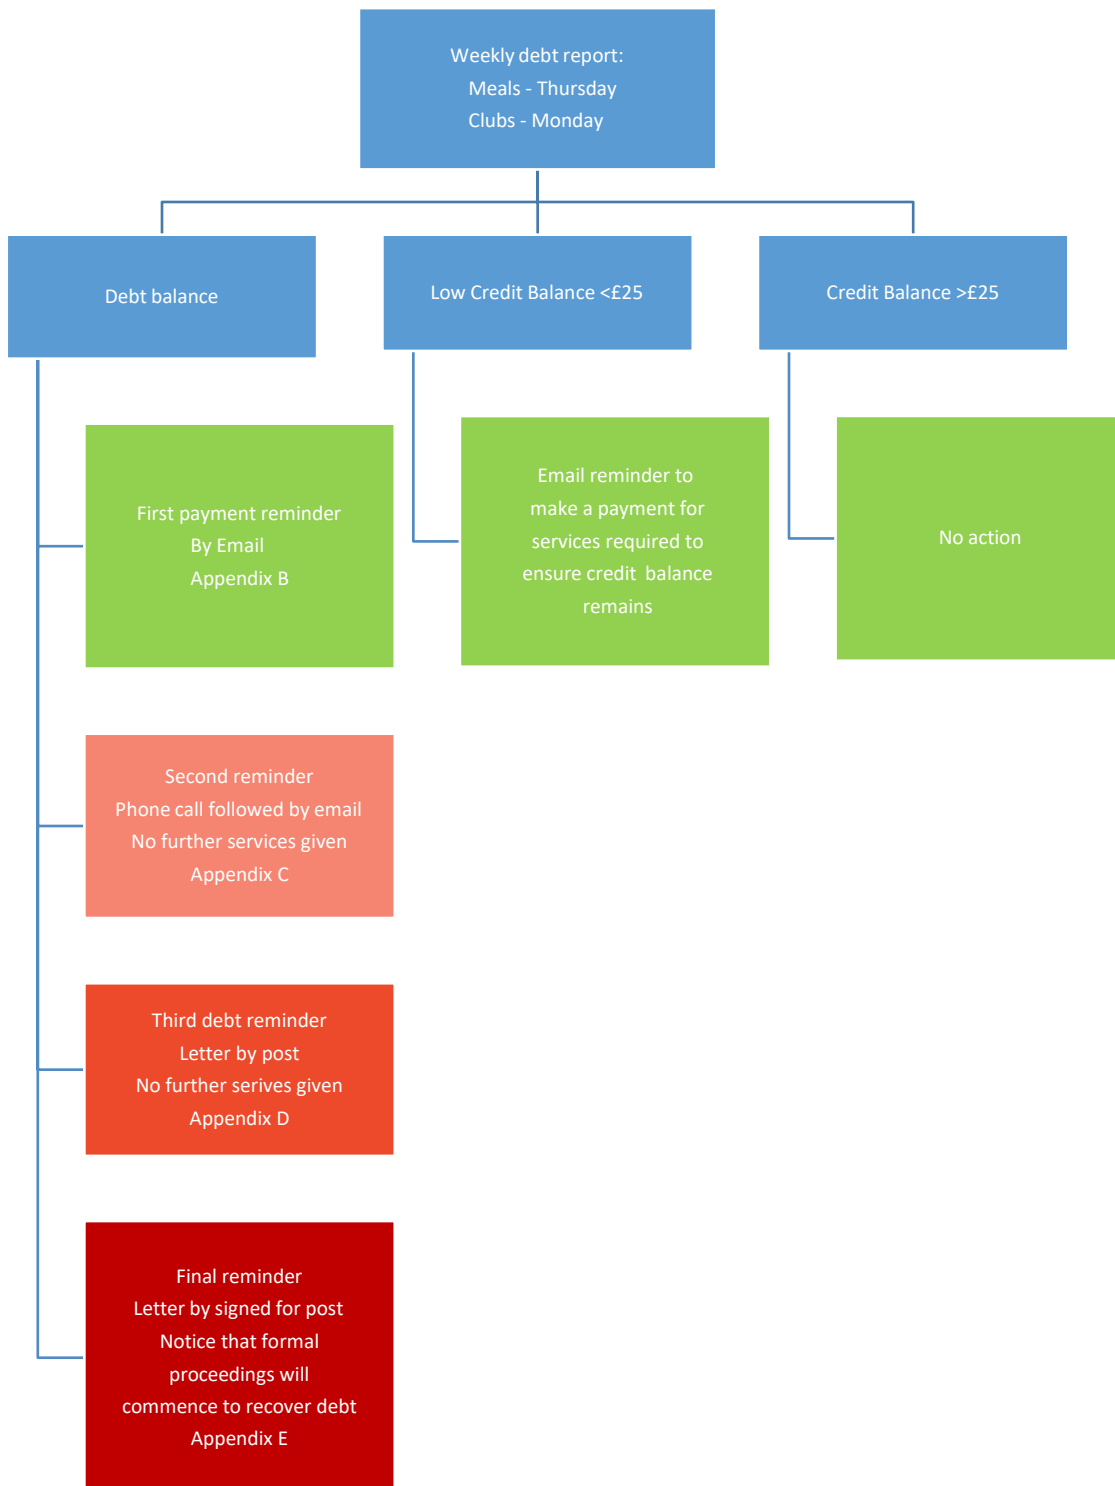 Weekly debt report:
Meals - Thursday
Clubs - Monday
Debt balance
Low Credit Balance <£25
Credit Balance >£25
First payment reminder
By Email
Appendix B
Email reminder to
make a payment for
services required to
ensure credit  balance
remains
No action
Second reminder
Phone call followed by email
No further services given
Appendix C
Third debt reminder
Letter by post
No further serives given
Appendix D
Final reminder
Letter by signed for post
Notice that formal
proceedings will
commence to recover debt
Appendix E